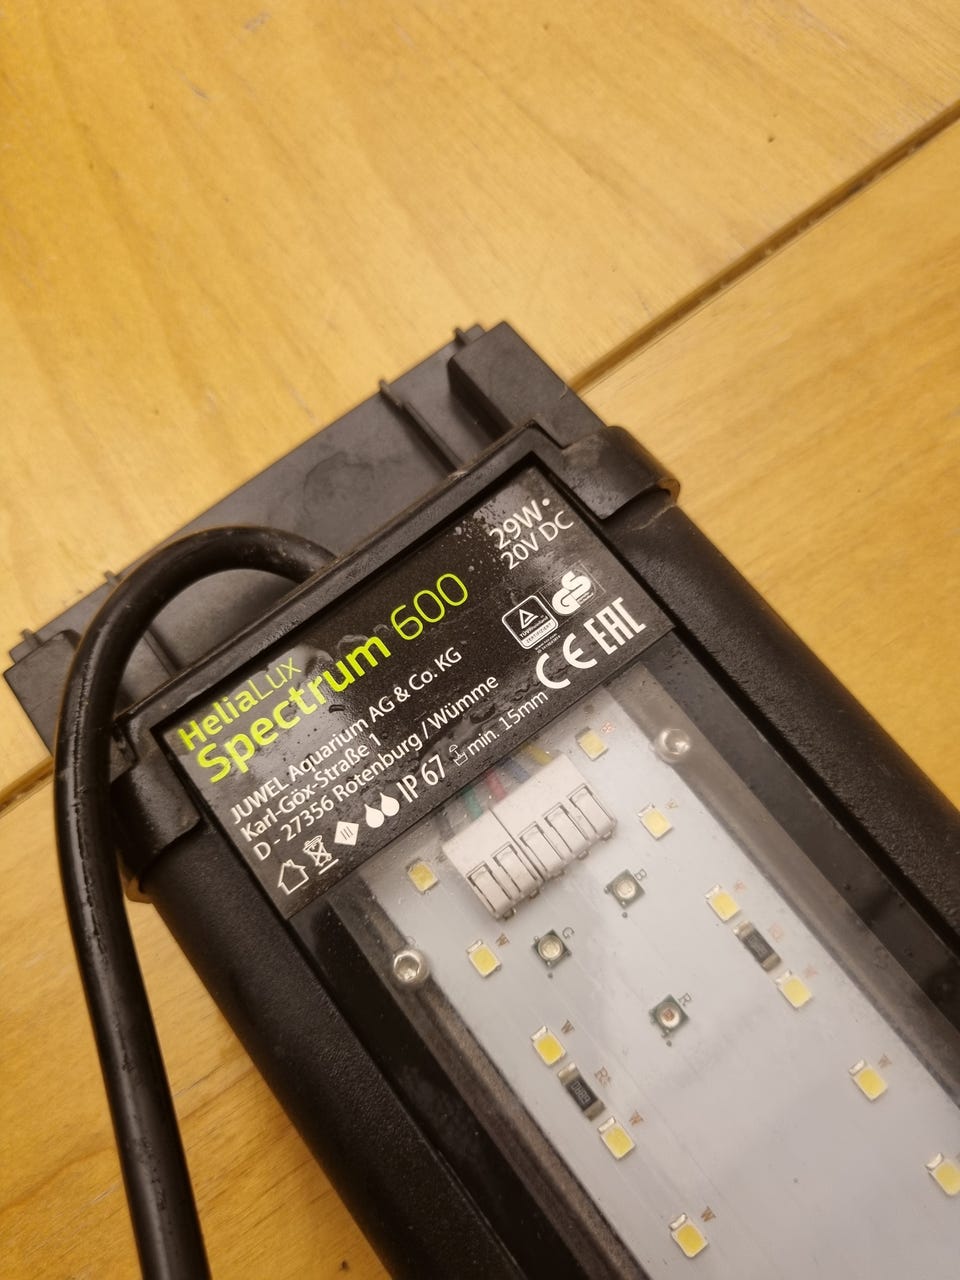 HeliaLux
Spectrum 600
29W
20V DC
JUWEL Aquarium AG & Co. KG
Karl-Göx-Straße 1
D - 27356 Rotenburg / Wümme
IP 67 min. 15mm
GS
CE EAC
W
W
B
W
G
W
R
W
W
W
W